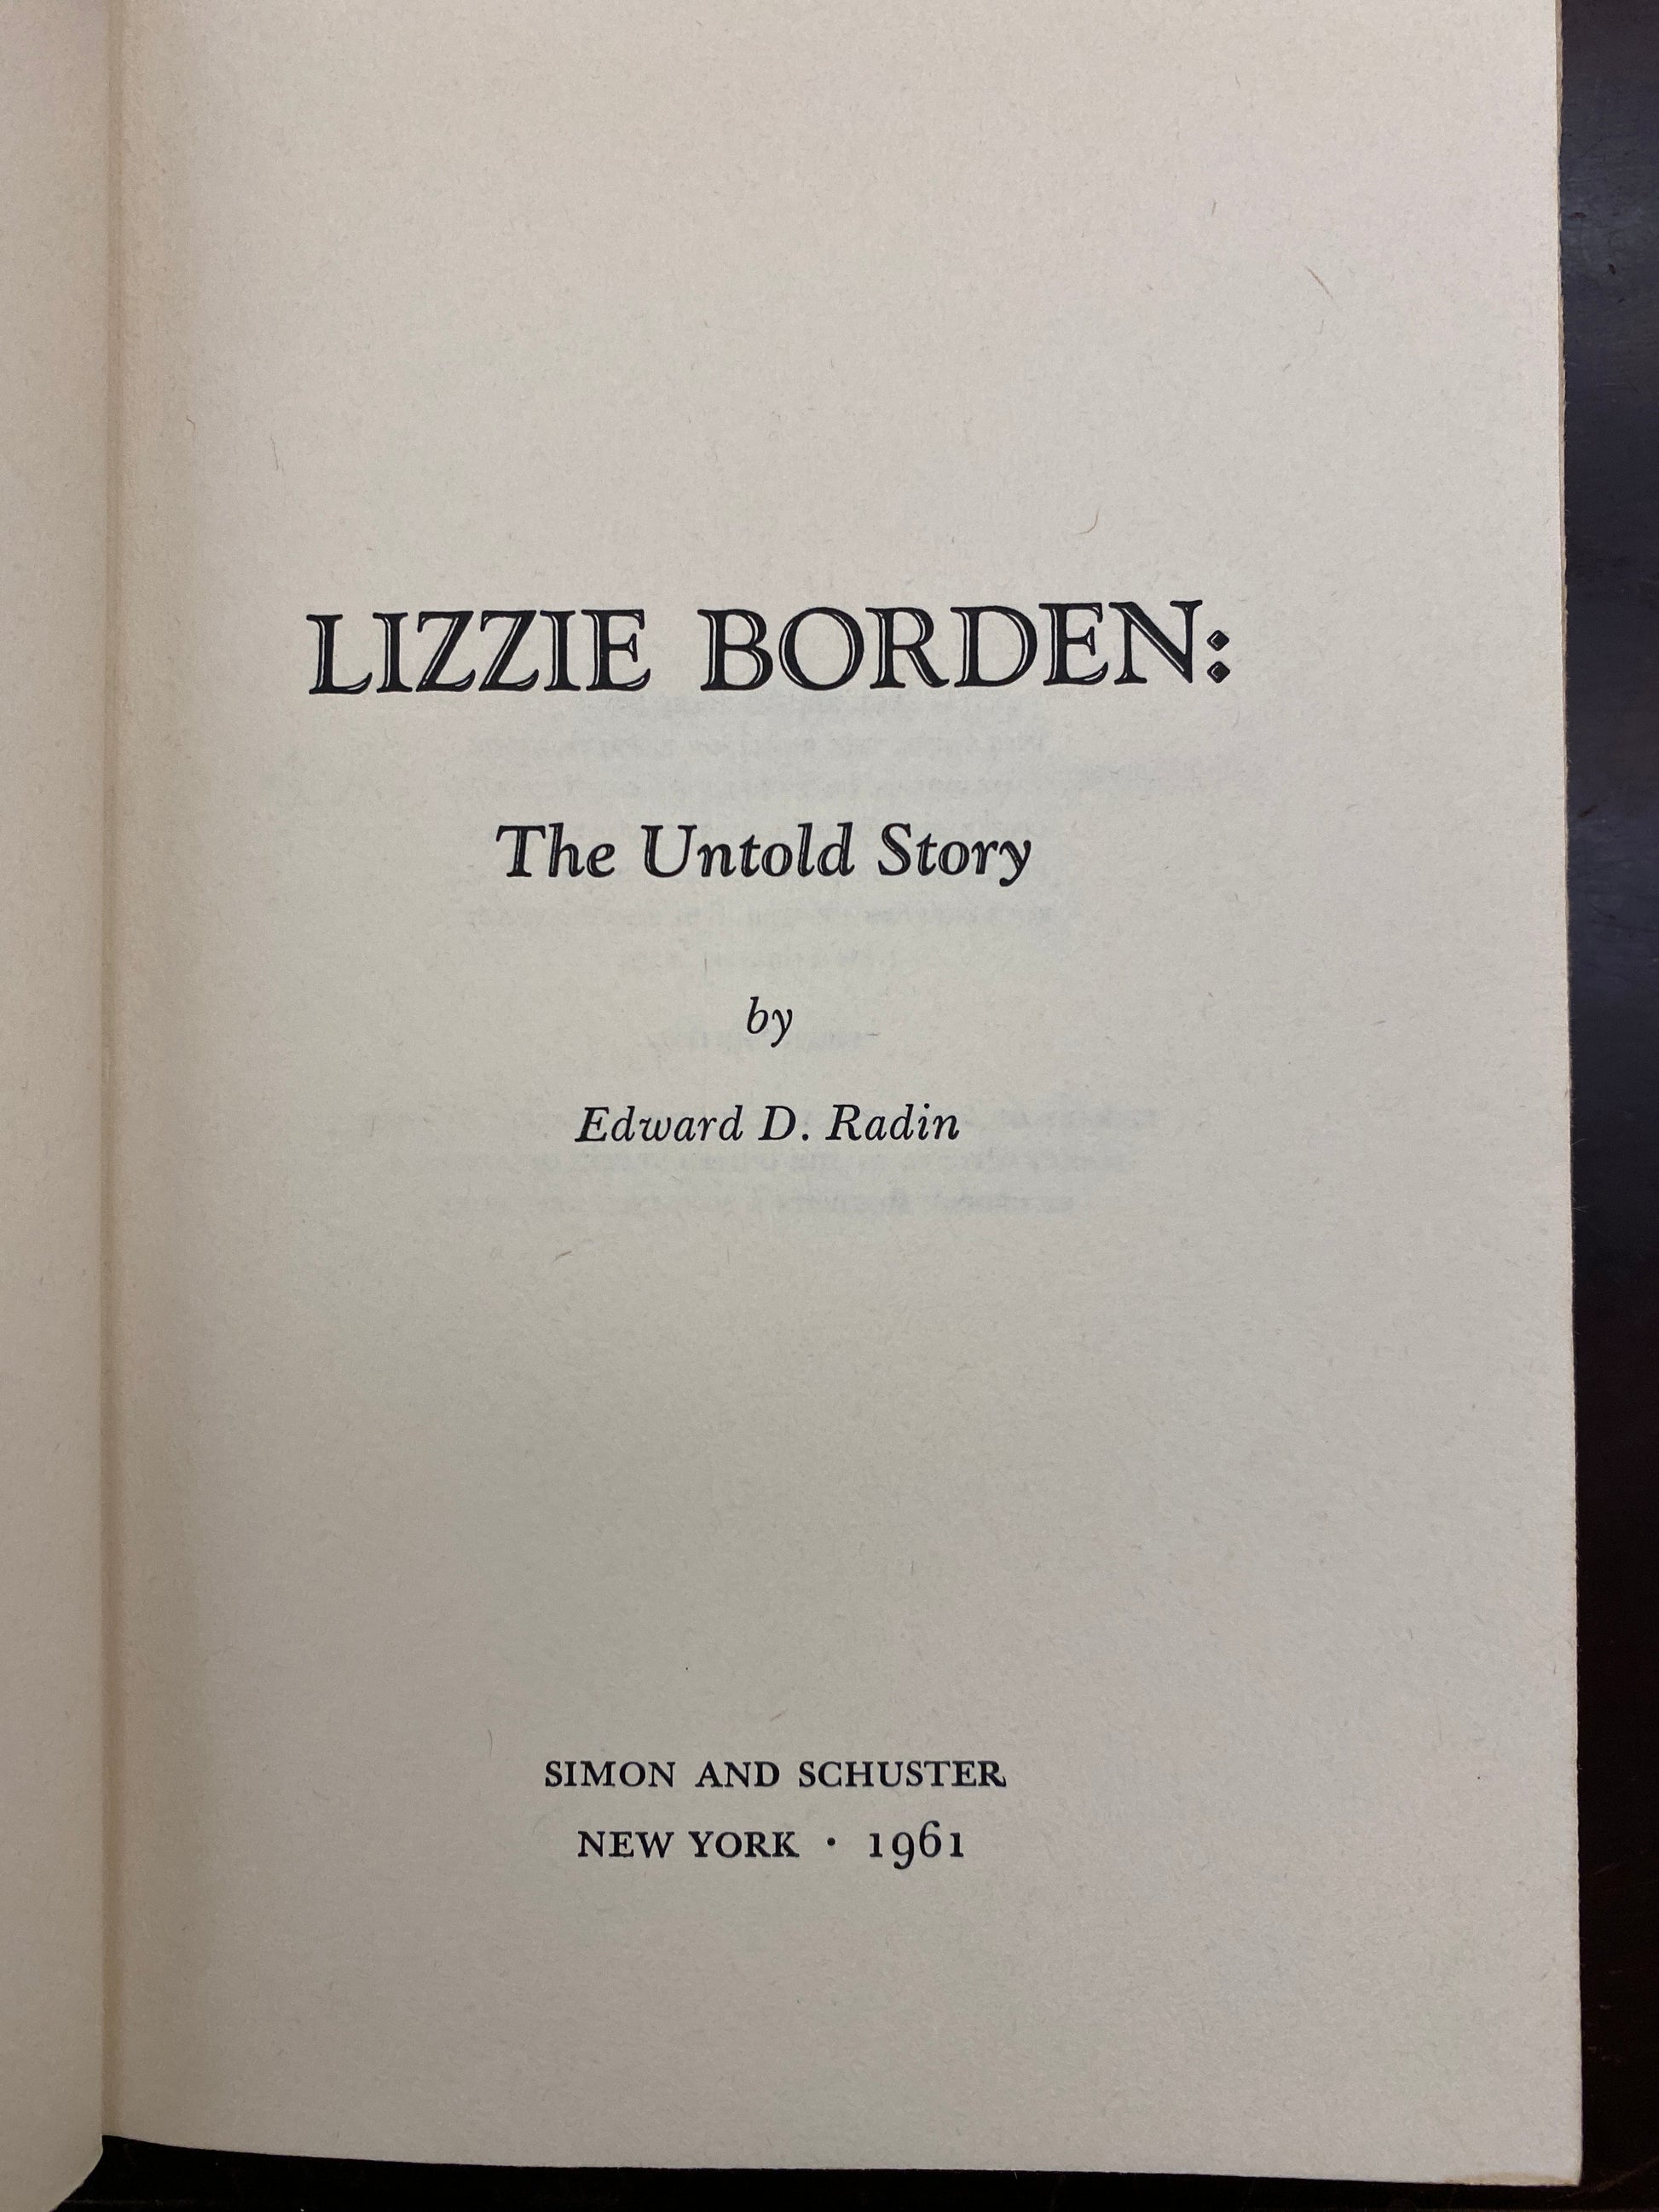 LIZZIE BORDEN:
The Untold Story
by
Edward D. Radin
SIMON AND SCHUSTER
NEW YORK · 1961